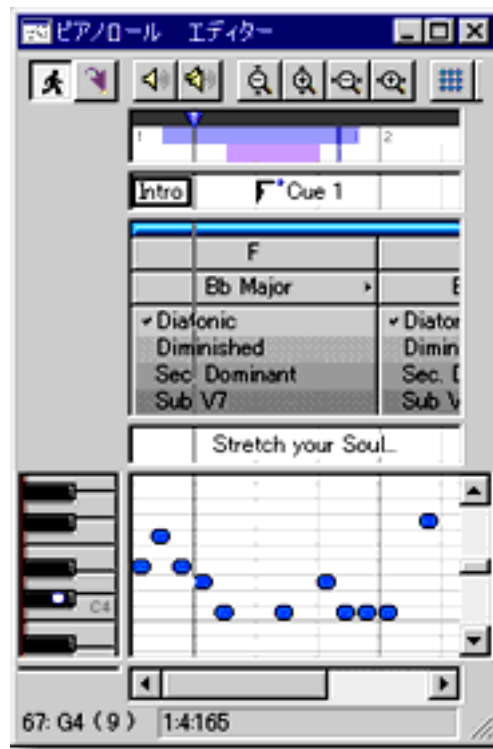 ピアノロール エディター
1 2
Intro Cue 1
F
Bb Major
Diatonic Diator
Diminished Dimin
Sec. Dominant Sec. D
Sub V7 Sub V
Stretch your Soul...
C4
67: G4 ( 9 ) 1:4:165